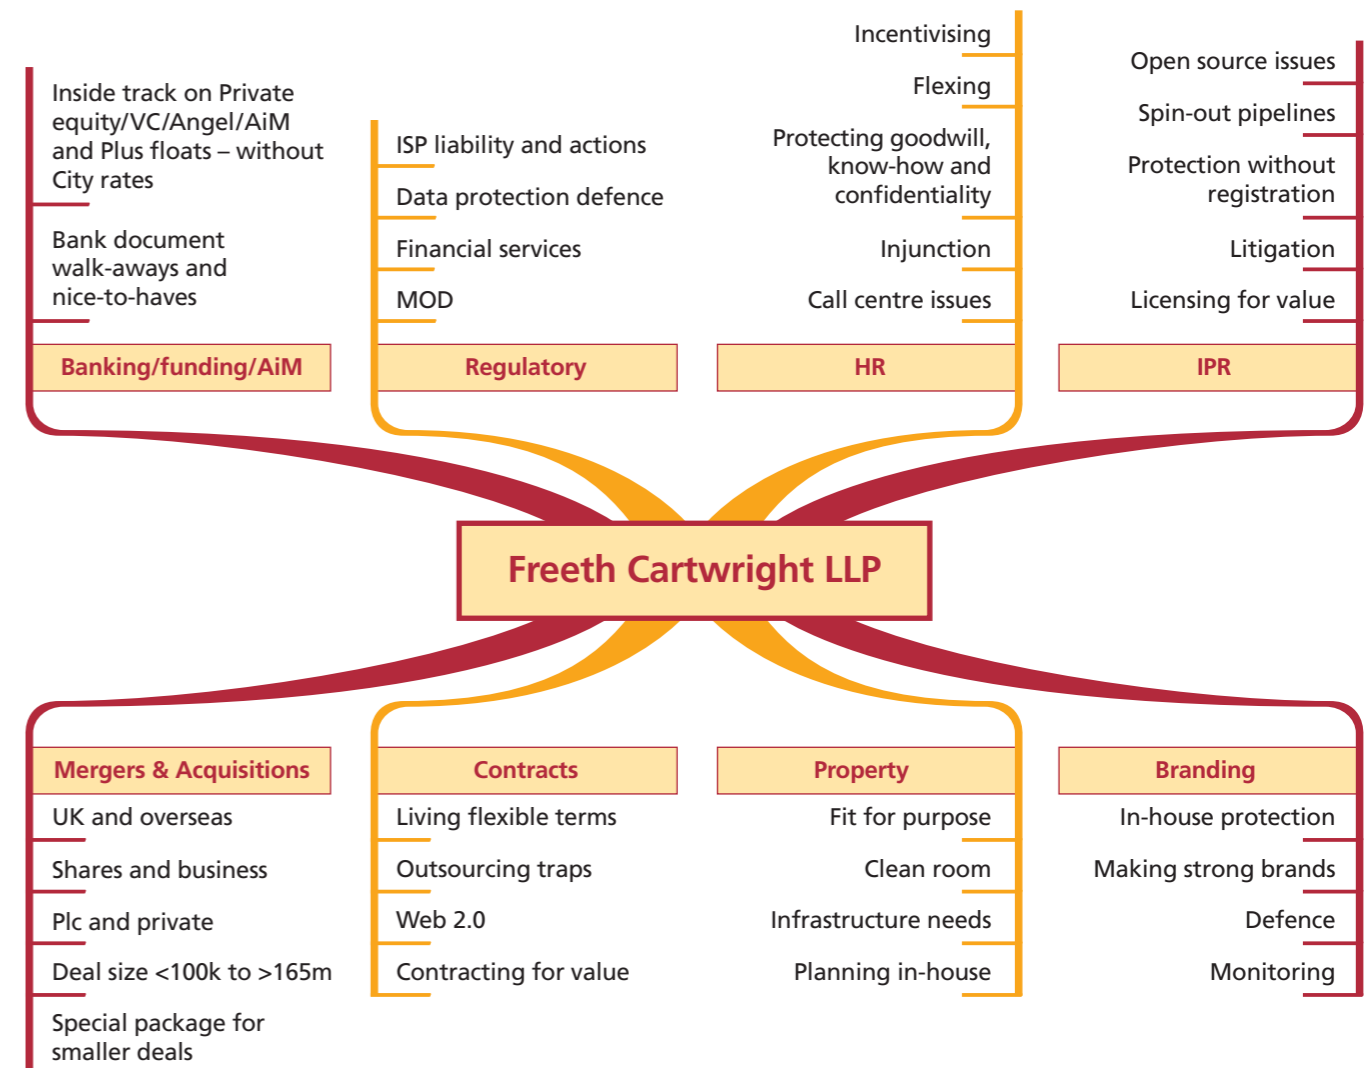 Inside track on Private
equity/VC/Angel/AiM
and Plus floats – without
City rates
Bank document
walk-aways and
nice-to-haves
Banking/funding/AiM
ISP liability and actions
Data protection defence
Financial services
MOD
Regulatory
Incentivising
Flexing
Protecting goodwill,
know-how and
confidentiality
Injunction
Call centre issues
HR
Open source issues
Spin-out pipelines
Protection without
registration
Litigation
Licensing for value
IPR
Freeth Cartwright LLP
Mergers & Acquisitions
UK and overseas
Shares and business
Plc and private
Deal size <100k to >165m
Special package for
smaller deals
Contracts
Living flexible terms
Outsourcing traps
Web 2.0
Contracting for value
Property
Fit for purpose
Clean room
Infrastructure needs
Planning in-house
Branding
In-house protection
Making strong brands
Defence
Monitoring